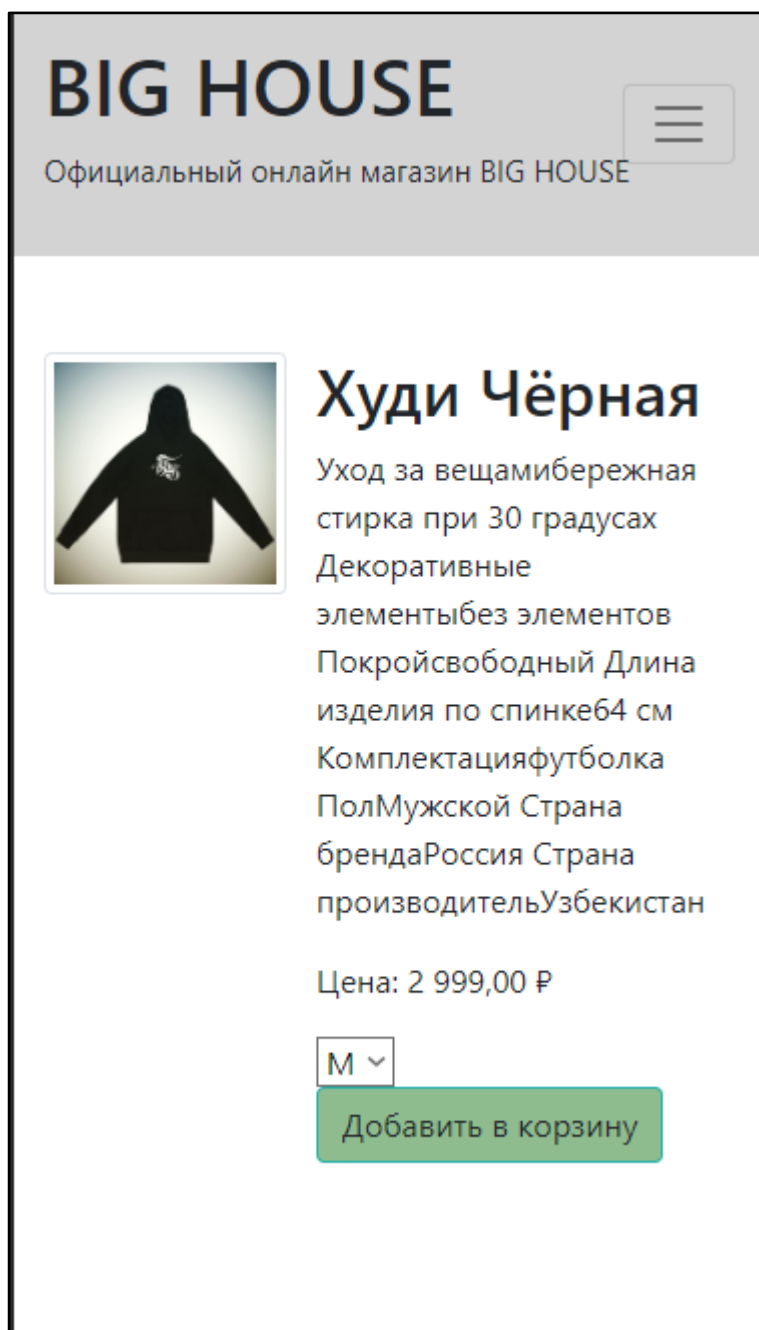 BIG HOUSE
Официальный онлайн магазин BIG HOUSE
Худи Чёрная
Уход за вещамибережная
стирка при 30 градусах
Декоративные
элементыбез элементов
Покройсвободный Длина
изделия по спинке64 см
Комплектацияфутболка
ПолМужской Страна
брендаРоссия Страна
производительУзбекистан
Цена: 2 999,00 ₽
M
Добавить в корзину